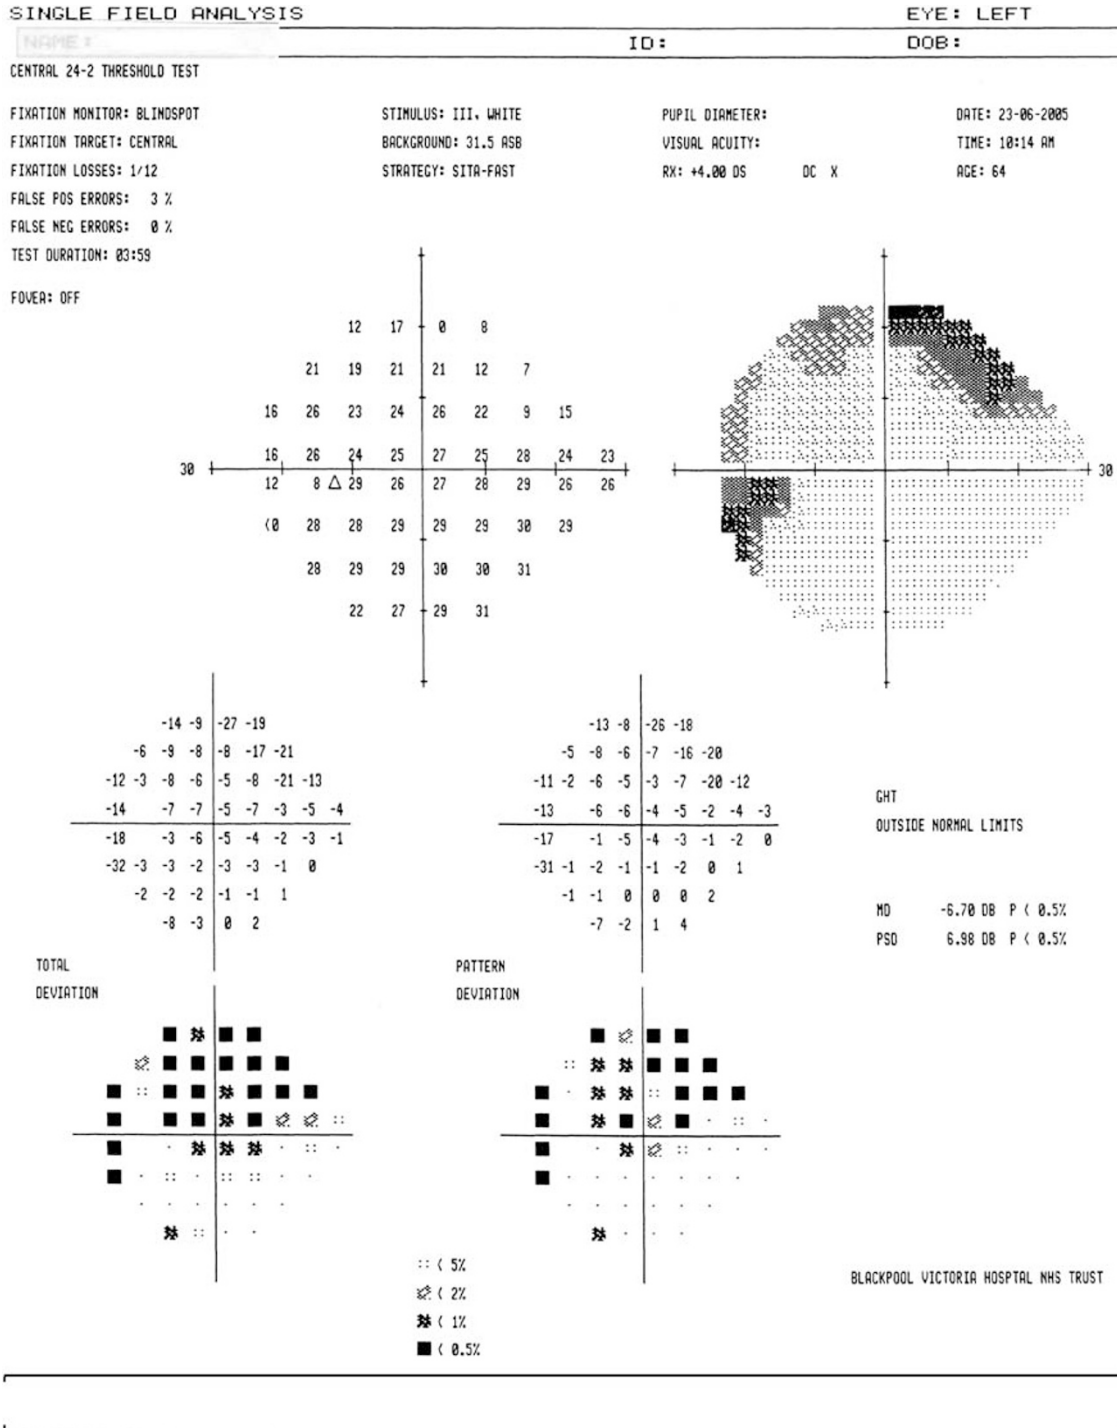 SINGLE FIELD ANALYSIS EYE: LEFT
NAME: ID: DOB:
CENTRAL 24-2 THRESHOLD TEST
FIXATION MONITOR: BLINDSPOT STIMULUS: III, WHITE PUPIL DIAMETER: DATE: 23-06-2005
FIXATION TARGET: CENTRAL BACKGROUND: 31.5 ASB VISUAL ACUITY: TIME: 10:14 AM
FIXATION LOSSES: 1/12 STRATEGY: SITA-FAST RX: +4.00 DS DC X AGE: 64
FALSE POS ERRORS: 3 %
FALSE NEG ERRORS: 0 %
TEST DURATION: 03:59
FOVEA: OFF
12 17 0 8
21 19 21 21 12 7
16 26 23 24 26 22 9 15
16 26 24 25 27 25 28 24 23
30 30
12 8 29 26 27 28 29 26 26
(0 28 28 29 29 29 30 29
28 29 29 30 30 31
22 27 29 31
-14 -9 -27 -19 -13 -8 -26 -18
-6 -9 -8 -8 -17 -21 -5 -8 -6 -7 -16 -20
-12 -3 -8 -6 -5 -8 -21 -13 -11 -2 -6 -5 -3 -7 -20 -12
-14 -7 -7 -5 -7 -3 -5 -4 -13 -6 -6 -4 -5 -2 -4 -3
GHT
OUTSIDE NORMAL LIMITS
-18 -3 -6 -5 -4 -2 -3 -1 -17 -1 -5 -4 -3 -1 -2 0
-32 -3 -3 -2 -3 -3 -1 0 -31 -1 -2 -1 -1 -2 0 1
-2 -2 -2 -1 -1 1 -1 -1 0 0 0 2
-8 -3 0 2 -7 -2 1 4
MD -6.70 DB P < 0.5%
PSD 6.98 DB P < 0.5%
TOTAL DEVIATION
PATTERN DEVIATION
:: < 5%
< 2%
< 1%
■ < 0.5%
BLACKPOOL VICTORIA HOSPTAL NHS TRUST